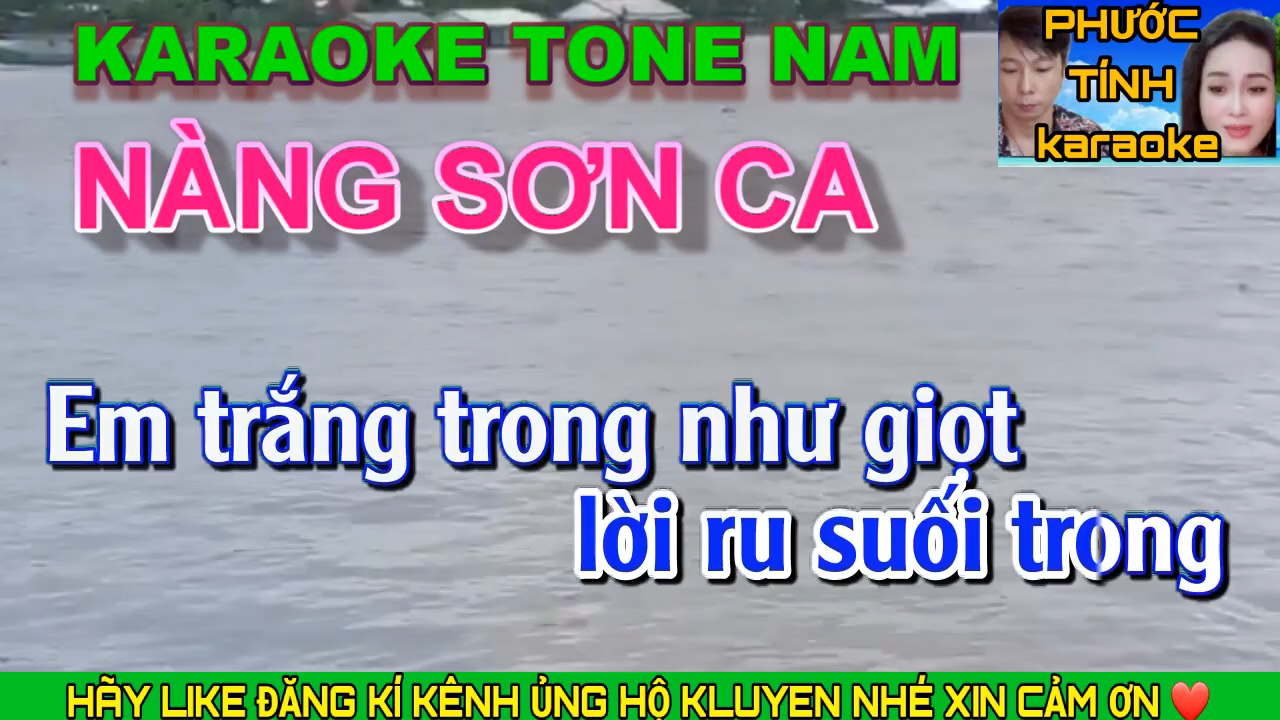 KARAOKE TONE NAM
NÀNG SƠN CA
PHƯỚC
TÍNH
karaoke
Em trắng trong như giọt
lời ru suối trong
HÃY LIKE ĐĂNG KÍ KÊNH ỦNG HỘ KLUYEN NHÉ XIN CẢM ƠN ❤️